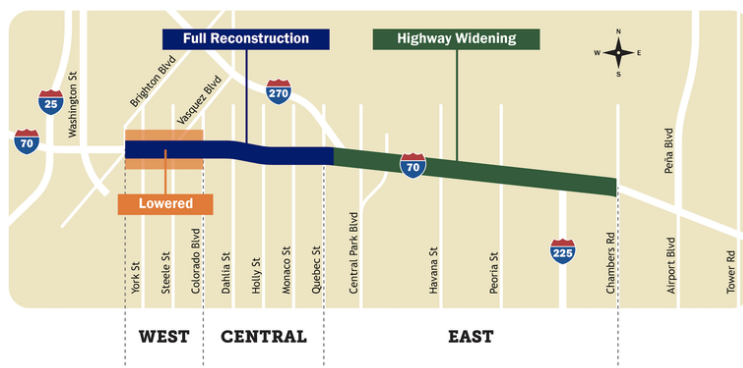 Full Reconstruction
Highway Widening
N
W
E
S
Washington St
Brighton Blvd
Vasquez Blvd
25
270
70
70
Peña Blvd
Lowered
225
York St
Steele St
Colorado Blvd
Dahlia St
Holly St
Monaco St
Quebec St
Central Park Blvd
Havana St
Peoria St
Chambers Rd
Airport Blvd
Tower Rd
WEST
CENTRAL
EAST